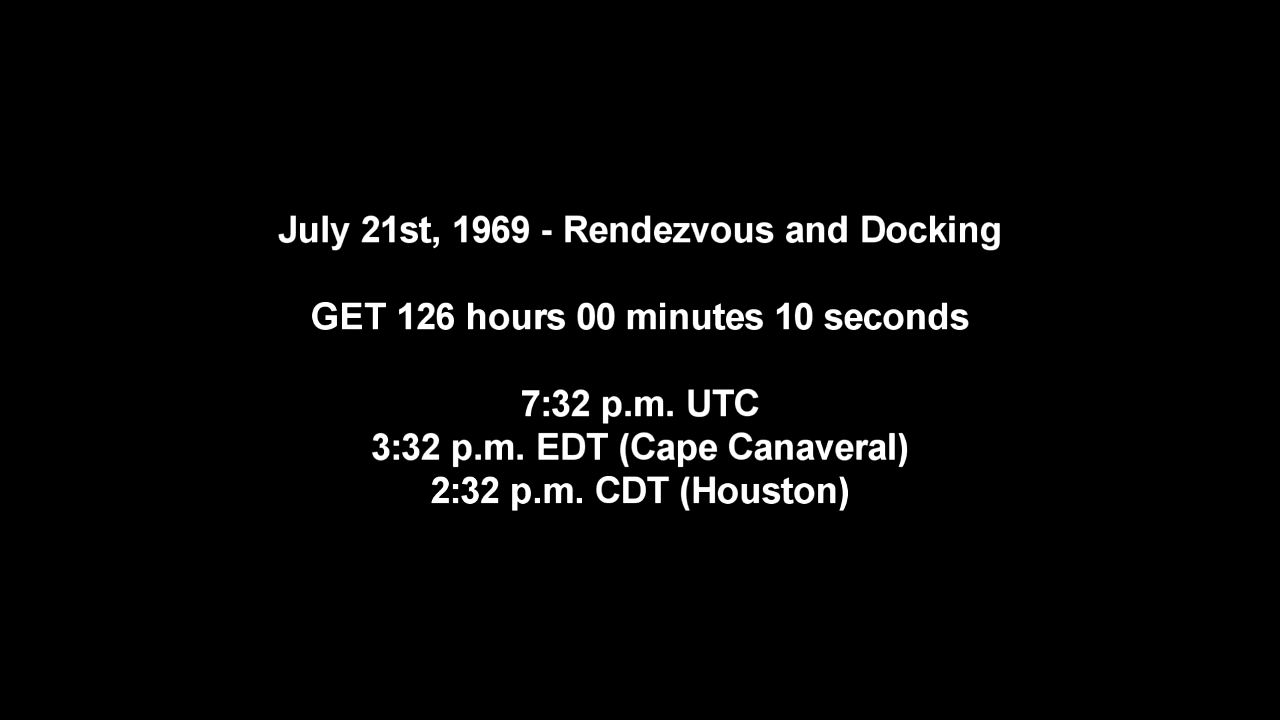 July 21st, 1969 - Rendezvous and Docking
GET 126 hours 00 minutes 10 seconds
7:32 p.m. UTC
3:32 p.m. EDT (Cape Canaveral)
2:32 p.m. CDT (Houston)